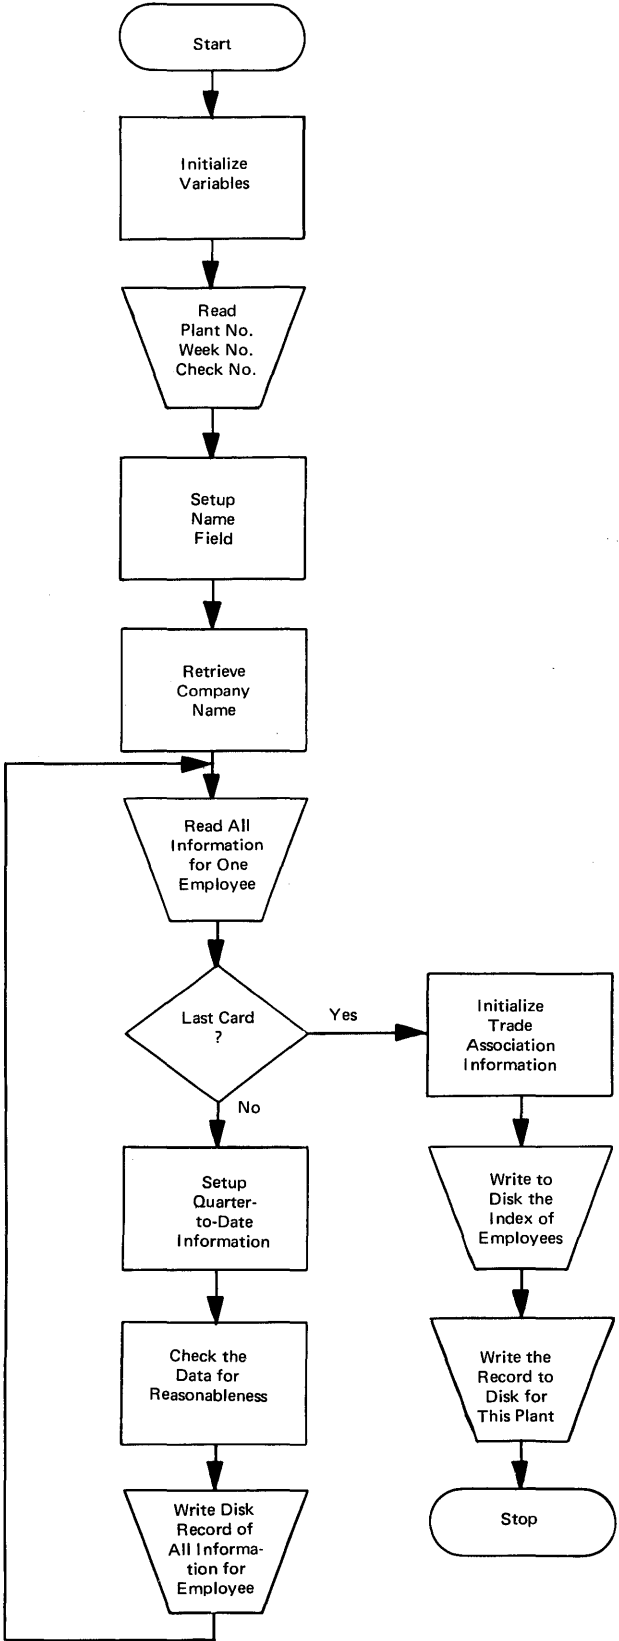 Start
Initialize
Variables
Read
Plant No.
Week No.
Check No.
Setup
Name
Field
Retrieve
Company
Name
Read All
Information
for One
Employee
Last Card
?
Yes
No
Initialize
Trade
Association
Information
Setup
Quarter-
to-Date
Information
Write to
Disk the
Index of
Employees
Check the
Data for
Reasonableness
Write the
Record to
Disk for
This Plant
Write Disk
Record of
All Informa-
tion for
Employee
Stop